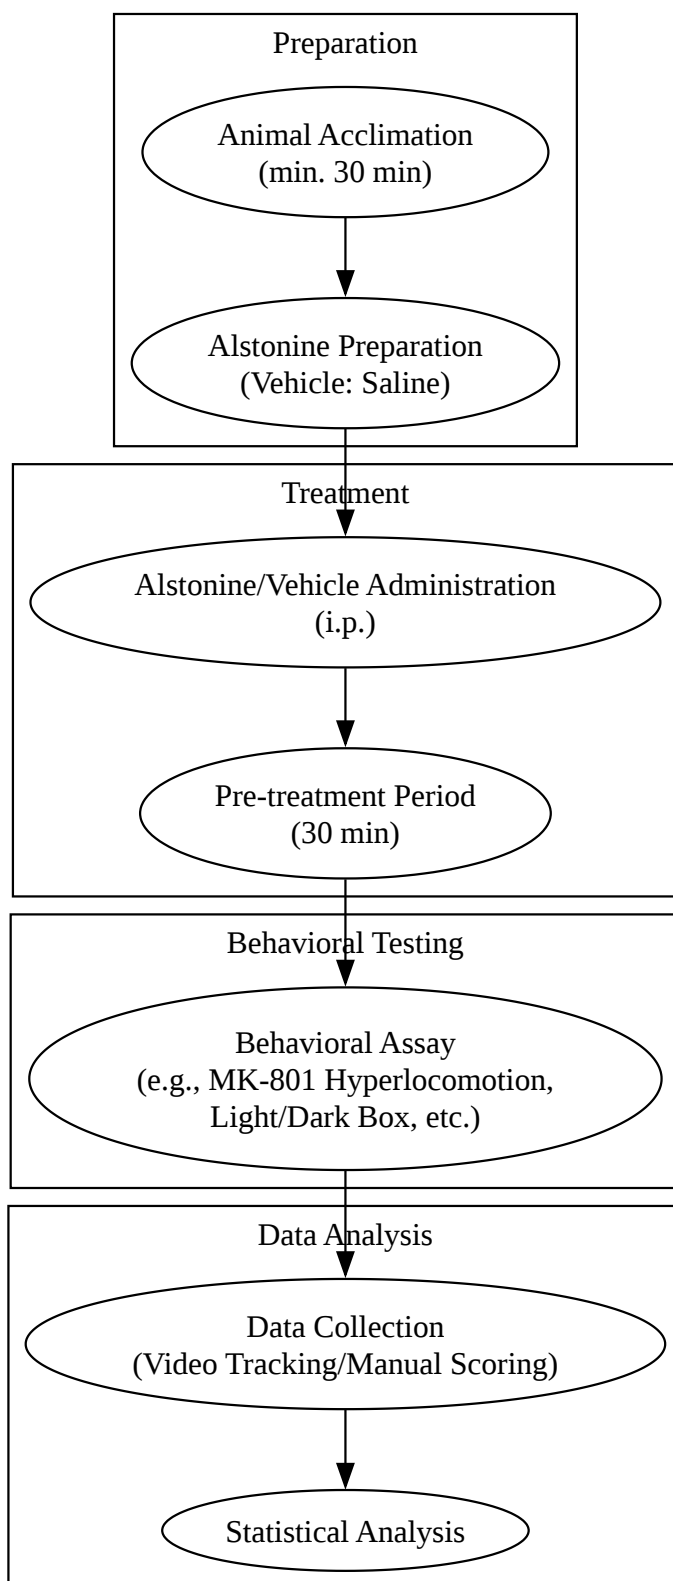 Preparation
Animal Acclimation
(min. 30 min)
Alstonine Preparation
(Vehicle: Saline)
Treatment
Alstonine/Vehicle Administration
(i.p.)
Pre-treatment Period
(30 min)
Behavioral Testing
Behavioral Assay
(e.g., MK-801 Hyperlocomotion,
Light/Dark Box, etc.)
Data Analysis
Data Collection
(Video Tracking/Manual Scoring)
Statistical Analysis